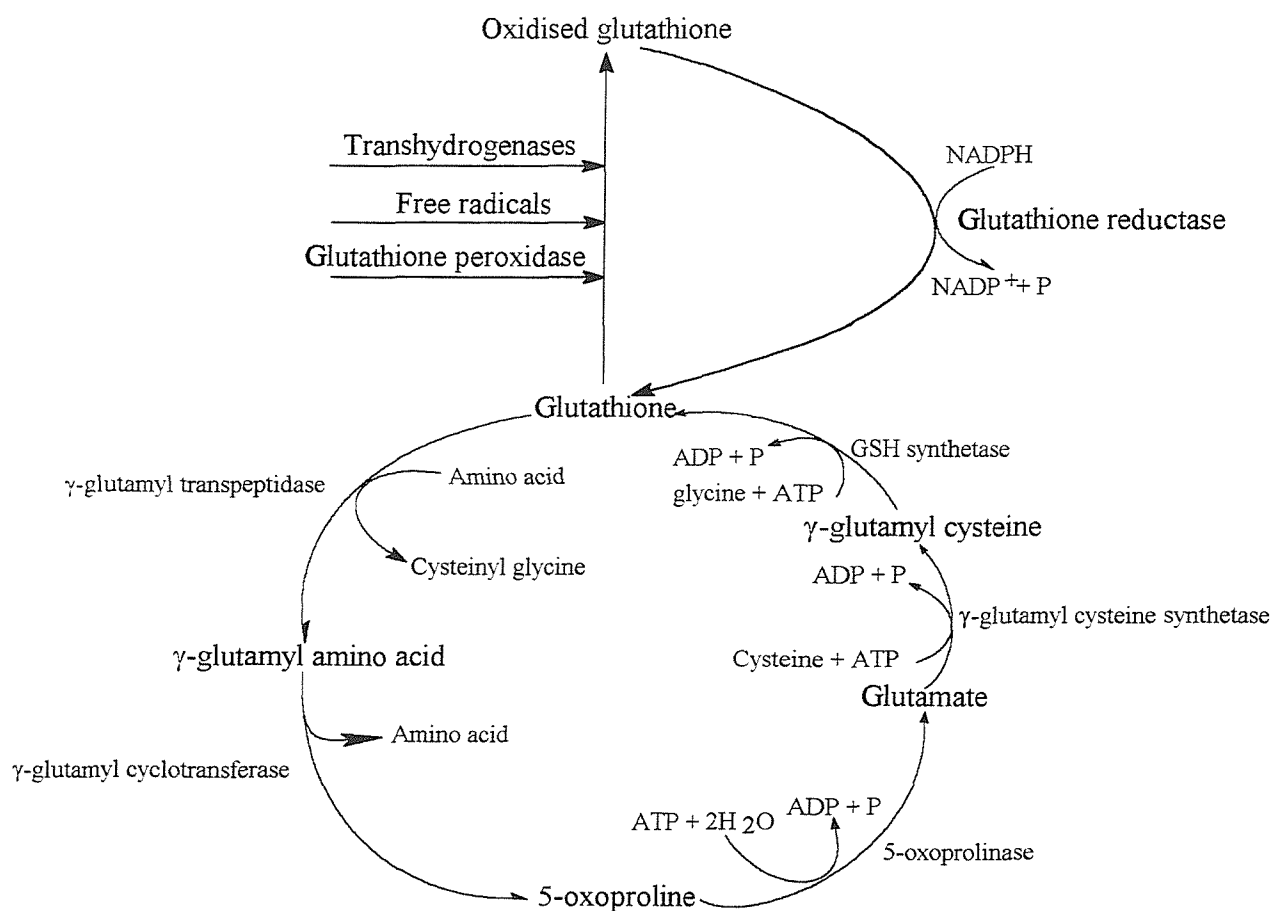 Oxidised glutathione
Transhydrogenases
NADPH
Free radicals
Glutathione reductase
Glutathione peroxidase
NADP + + P
Glutathione
ADP + P
GSH synthetase
γ-glutamyl transpeptidase
Amino acid
glycine + ATP
γ-glutamyl cysteine
Cysteinyl glycine
ADP + P
γ-glutamyl cysteine synthetase
γ-glutamyl amino acid
Cysteine + ATP
Glutamate
Amino acid
γ-glutamyl cyclotransferase
ATP + 2H 2O
ADP + P
5-oxoprolinase
5-oxoproline